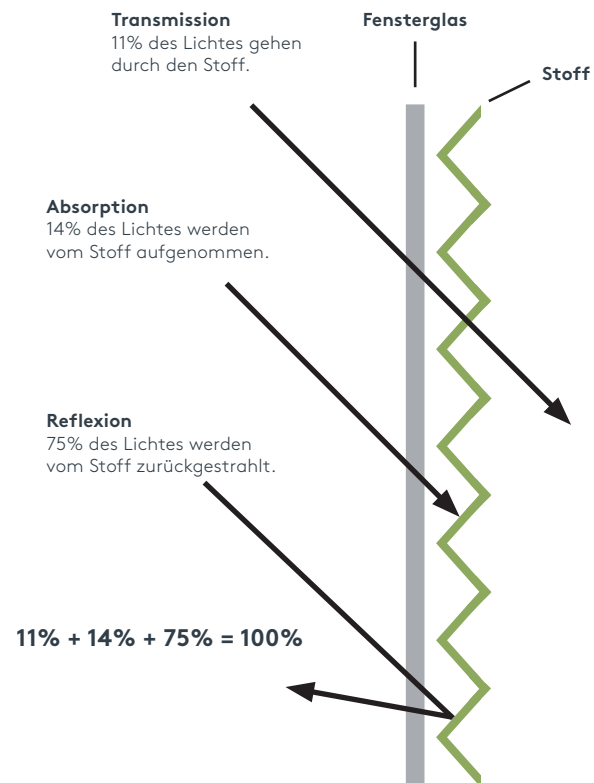 Transmission
11% des Lichtes gehen
durch den Stoff.
Fensterglas
Stoff
Absorption
14% des Lichtes werden
vom Stoff aufgenommen.
Reflexion
75% des Lichtes werden
vom Stoff zurückgestrahlt.
11% + 14% + 75% = 100%